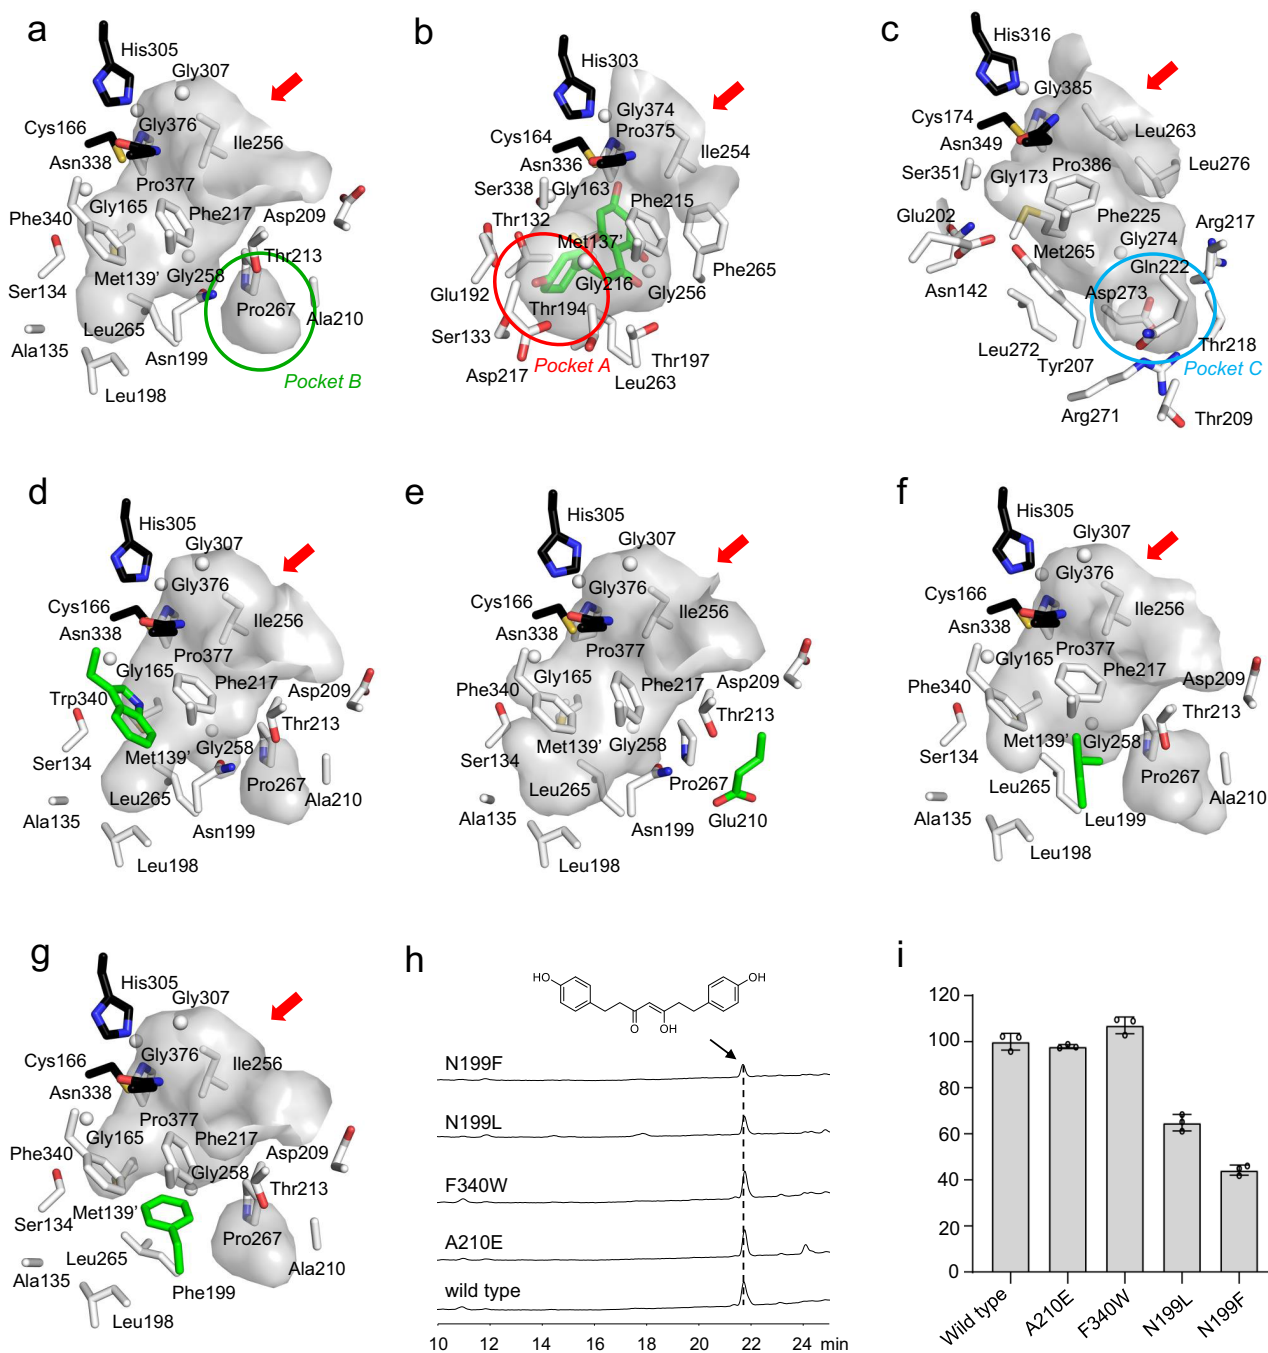 a
His305
Gly307
Cys166
Gly376
Asn338
Ile256
Pro377
Phe340
Gly165
Phe217
Asp209
Thr213
Met139'
Gly258
Ser134
Pro267
Ala210
Leu265
Ala135
Asn199
Pocket B
Leu198
b
His303
Gly374
Pro375
Cys164
Asn336
Ile254
Ser338
Gly163
Thr132
Phe215
Met137'
Phe265
Glu192
Gly216
Gly256
Thr194
Ser133
Thr197
Asp217
Pocket A
Leu263
c
His316
Gly385
Cys174
Leu263
Asn349
Ser351
Pro386
Leu276
Gly173
Glu202
Phe225
Arg217
Met265
Gly274
Gln222
Asn142
Asp273
Leu272
Thr218
Tyr207
Pocket C
Arg271
Thr209
d
His305
Gly307
Gly376
Cys166
Asn338
Ile256
Pro377
Gly165
Phe217
Asp209
Trp340
Thr213
Met139'
Gly258
Ser134
Pro267
Leu265
Ala210
Ala135
Asn199
Leu198
e
His305
Gly307
Gly376
Cys166
Asn338
Ile256
Pro377
Gly165
Phe217
Asp209
Phe340
Thr213
Met139'
Gly258
Ser134
Pro267
Leu265
Glu210
Ala135
Asn199
Leu198
f
His305
Gly307
Gly376
Cys166
Ile256
Asn338
Pro377
Gly165
Phe217
Asp209
Phe340
Thr213
Met139'
Gly258
Ser134
Pro267
Leu265
Ala210
Ala135
Leu199
Leu198
g
His305
Gly307
Cys166
Gly376
Ile256
Asn338
Pro377
Gly165
Phe217
Phe340
Asp209
Gly258
Thr213
Met139'
Ser134
Pro267
Leu265
Ala210
Ala135
Phe199
Leu198
h
HO
OH
O
OH
N199F
N199L
F340W
A210E
wild type
10 12 14 16 18 20 22 24 min
i
120
100
80
60
40
20
0
Wild type
A210E
F340W
N199L
N199F